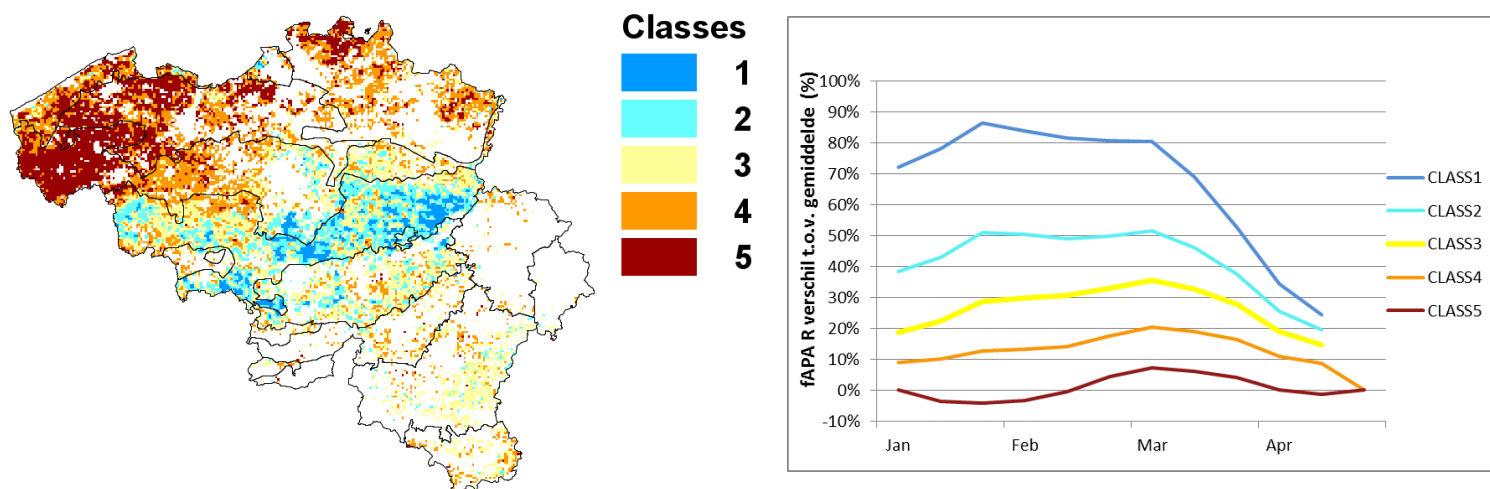 Classes
1
2
3
4
5
fAPA R verschil t.o.v. gemiddelde (%)
100%
90%
80%
70%
60%
50%
40%
30%
20%
10%
0%
-10%
Jan Feb Mar Apr
CLASS1
CLASS2
CLASS3
CLASS4
CLASS5